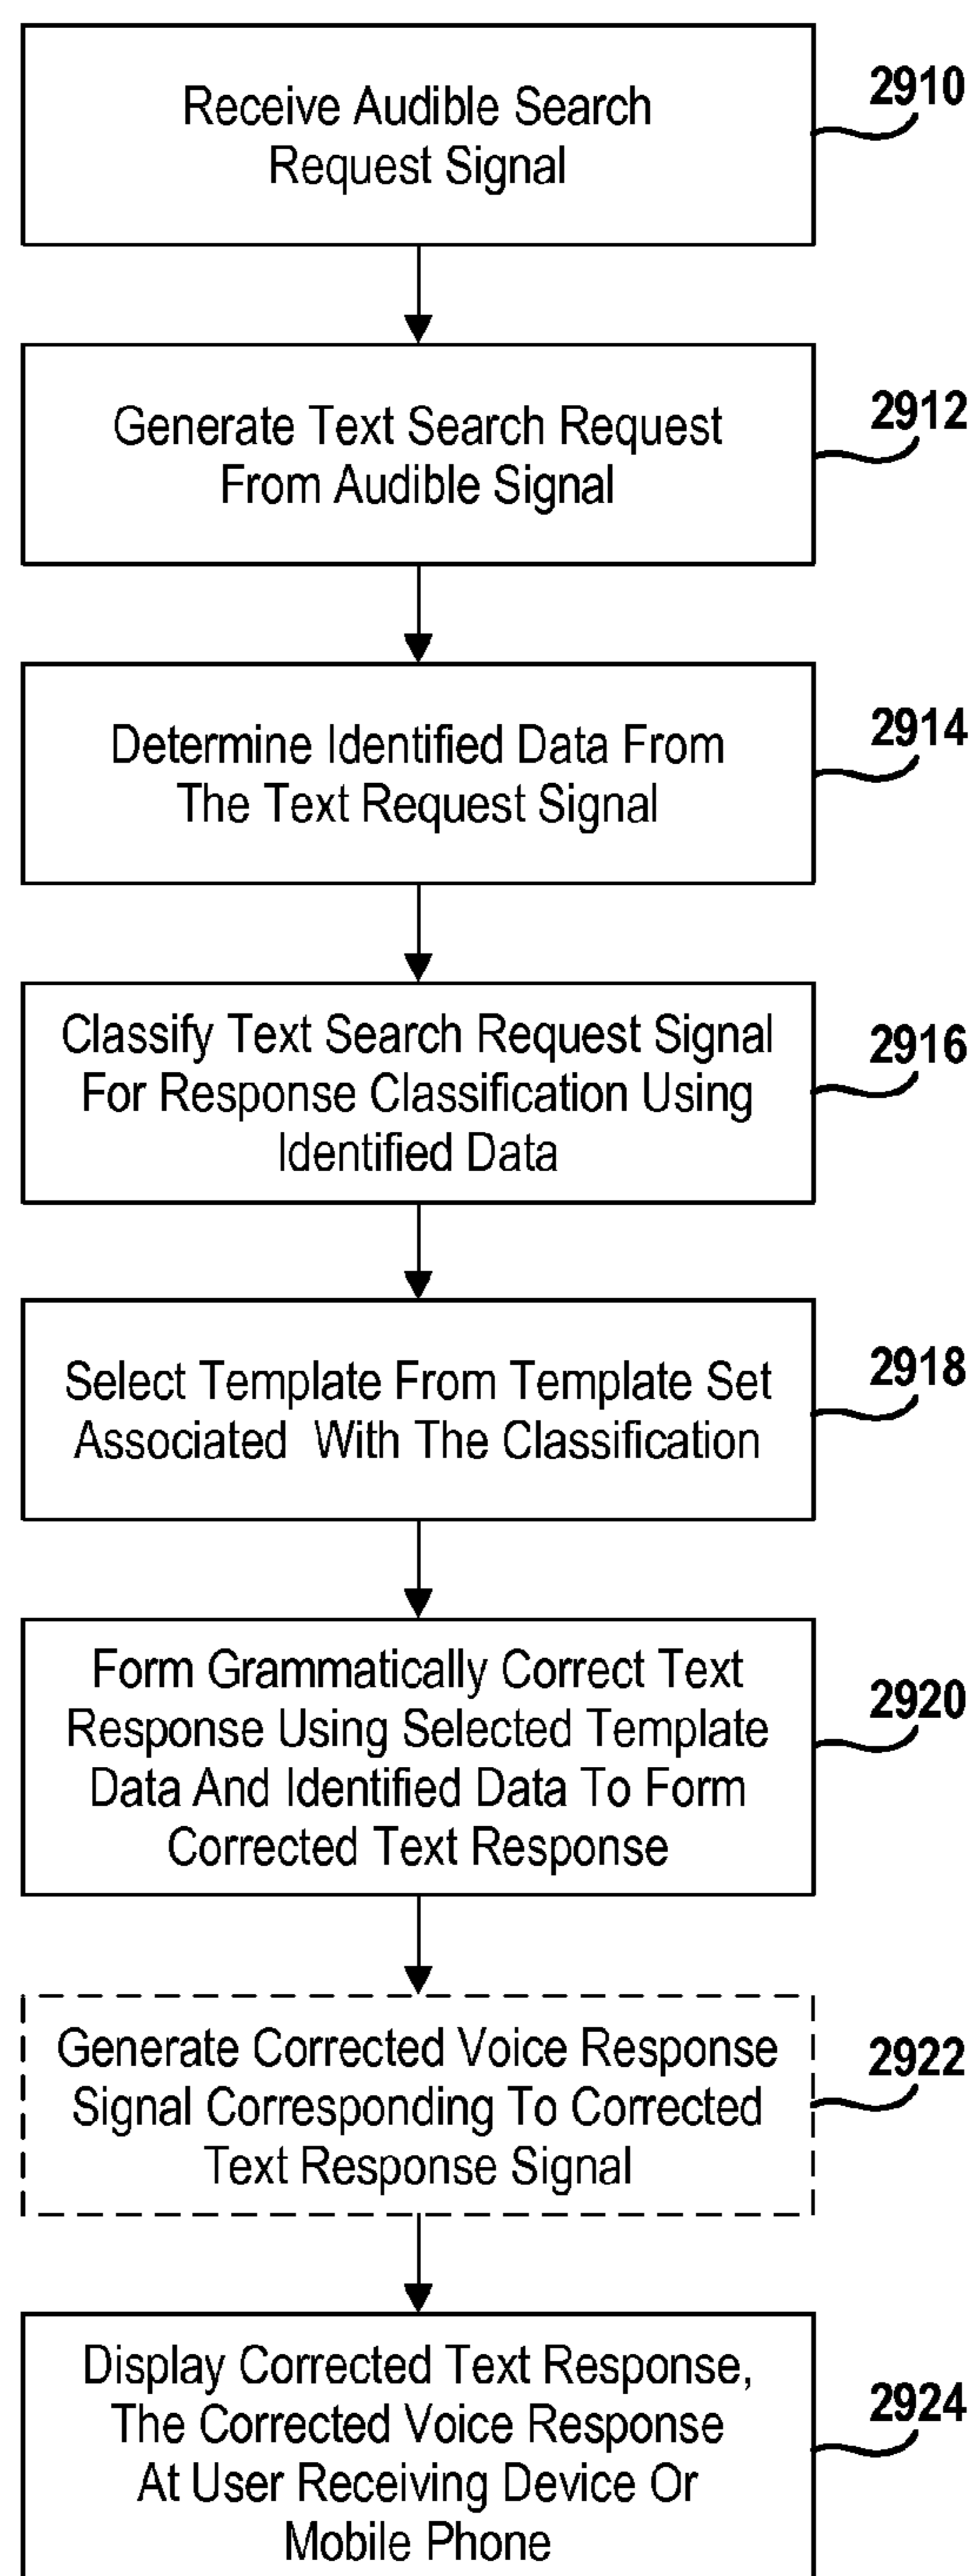 Receive Audible Search
Request Signal
2910
Generate Text Search Request
From Audible Signal
2912
Determine Identified Data From
The Text Request Signal
2914
Classify Text Search Request Signal
For Response Classification Using
Identified Data
2916
Select Template From Template Set
Associated With The Classification
2918
Form Grammatically Correct Text
Response Using Selected Template
Data And Identified Data To Form
Corrected Text Response
2920
Generate Corrected Voice Response
Signal Corresponding To Corrected
Text Response Signal
2922
Display Corrected Text Response,
The Corrected Voice Response
At User Receiving Device Or
Mobile Phone
2924